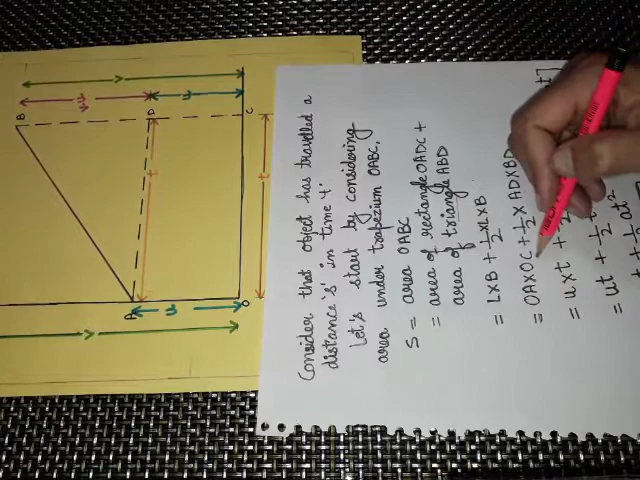 Consider that object has travelled a
distance 's' in time 't'
Let's start by considering
area under trapezium OABC.
S = area OABC
= area of rectangle OADC +
area of triangle ABD
= L×B + 1/2 ×L×B
= OA×OC + 1/2 × AD×BD
= u×t + 1/2
= ut + 1/2 t
+ 1/2 at²
B
D
C
A
O
v
u
t
t
u
v